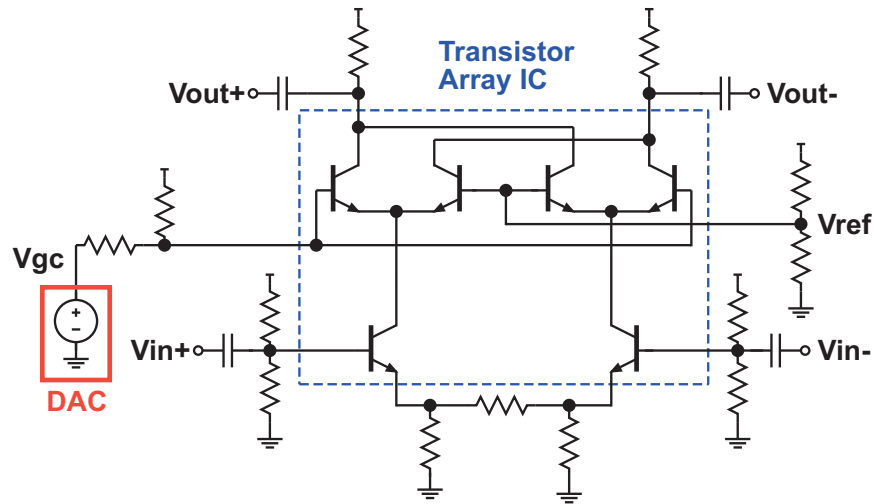 Transistor
Array IC
Vout+
Vout-
Vref
Vgc
+
-
Vin+
Vin-
DAC